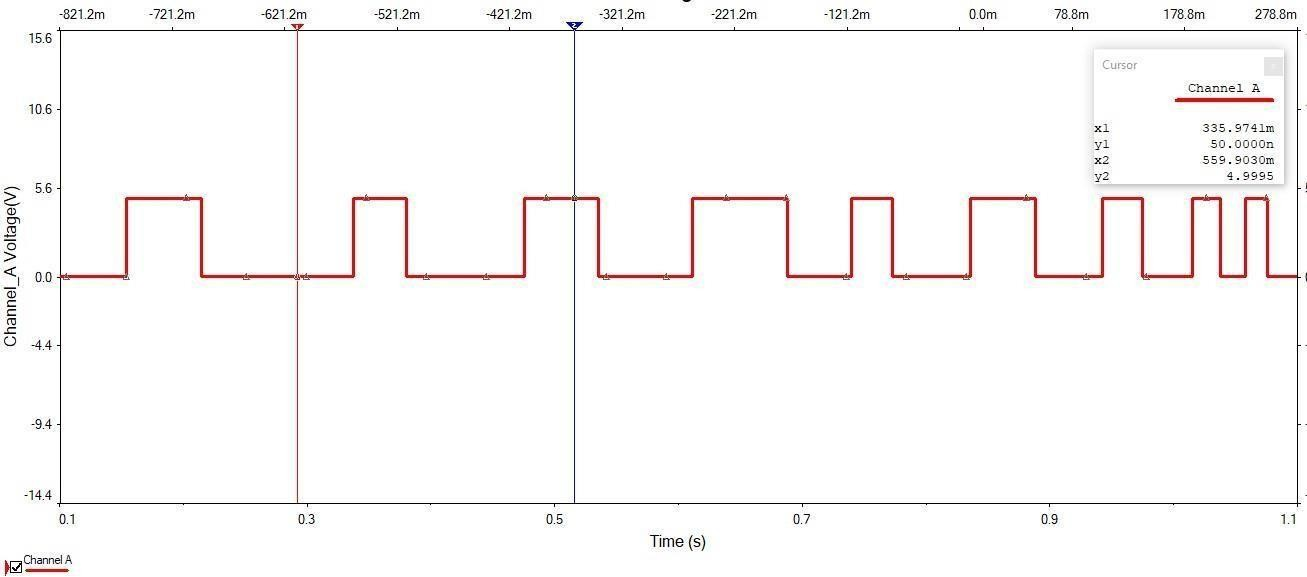 -821.2m -721.2m -621.2m -521.2m -421.2m -321.2m -221.2m -121.2m 0.0m 78.8m 178.8m 278.8m
1 2
15.6
10.6
5.6
0.0
-4.4
-9.4
-14.4
Channel_A Voltage(V)
Cursor
Channel A
x1 335.9741m
y1 50.0000n
x2 559.9030m
y2 4.9995
0.1 0.3 0.5 0.7 0.9 1.1
Time (s)
Channel A